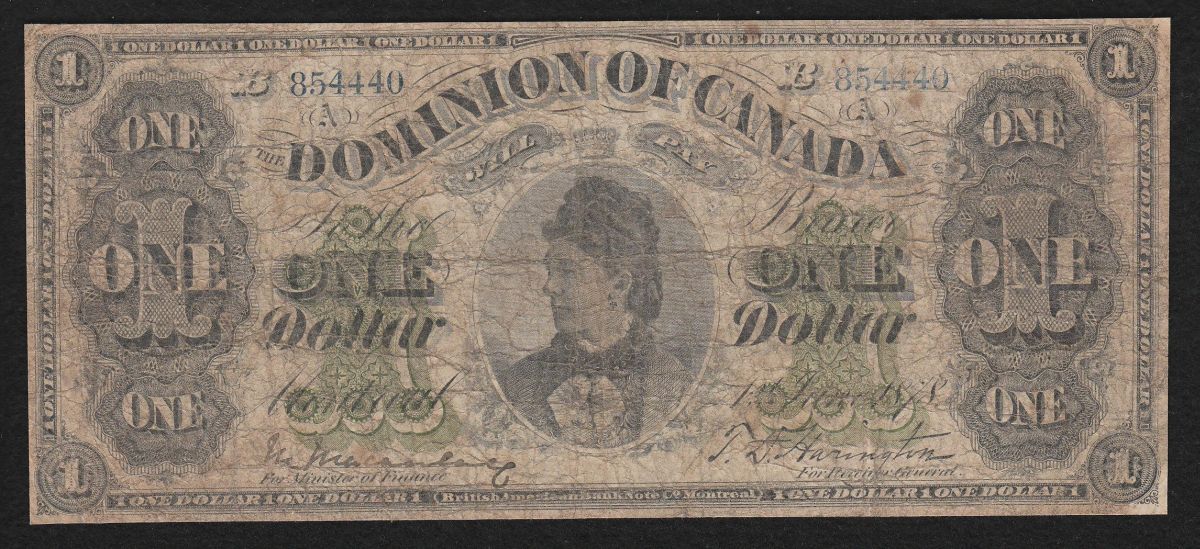 1 ONE DOLLAR 1 ONE DOLLAR 1 ONE DOLLAR 1 1 ONE DOLLAR 1 ONE DOLLAR 1 ONE DOLLAR 1
1 1
B 854440 B 854440
A A
THE DOMINION OF CANADA
WILL PAY
ONE ONE
To the Bearer
1 ONE ONE ONE 1 ONE
Dollar Dollar
Montreal 1st June 1878
ONE ONE
T. D. Harington
For Minister of Finance For Receiver General
1 1
1 ONE DOLLAR 1 ONE DOLLAR 1 British American Bank Note Co. Montreal 1 ONE DOLLAR 1 ONE DOLLAR 1